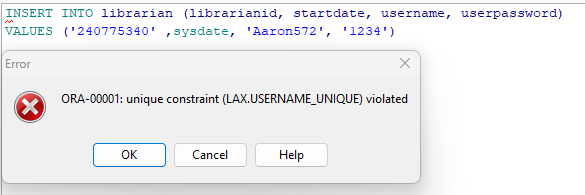 INSERT INTO librarian (librarianid, startdate, username, userpassword)
VALUES ('240775340' ,sysdate, 'Aaron572', '1234')
Error
ORA-00001: unique constraint (LAX.USERNAME_UNIQUE) violated
OK Cancel Help